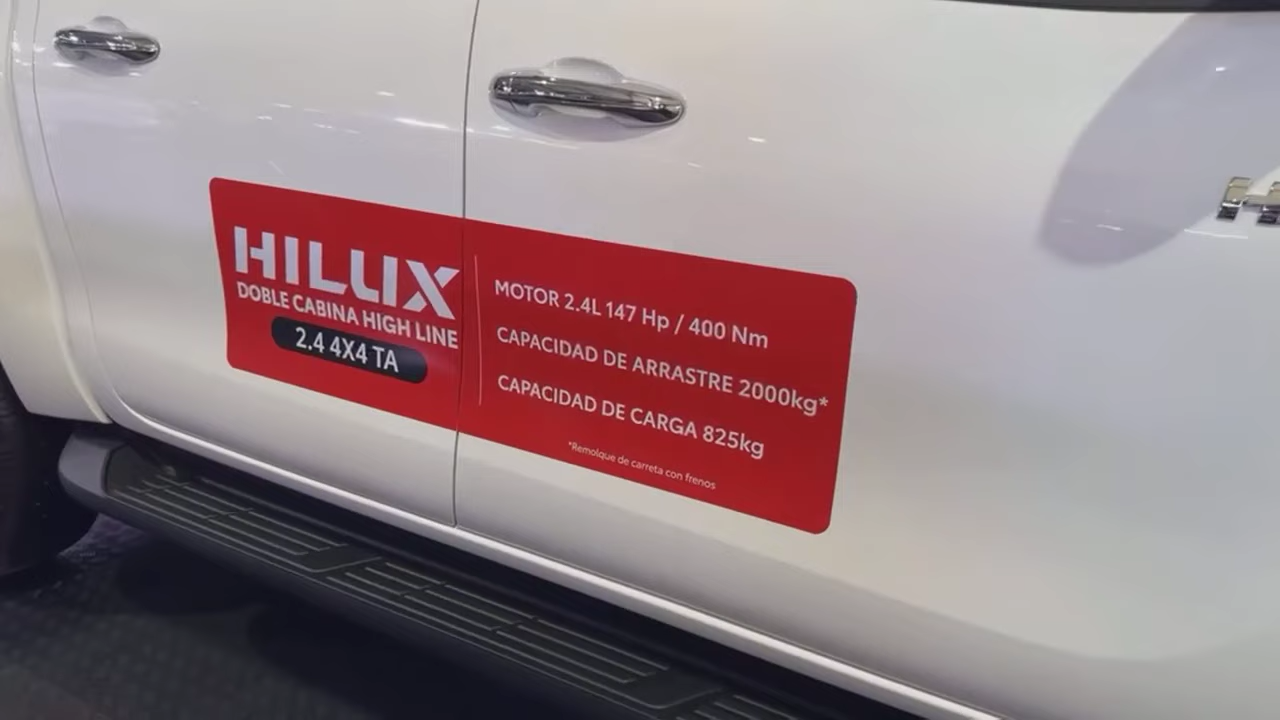 HILUX
DOBLE CABINA HIGH LINE
2.4 4X4 TA
MOTOR 2.4L 147 Hp / 400 Nm
CAPACIDAD DE ARRASTRE 2000kg*
CAPACIDAD DE CARGA 825kg
*Remolque de carreta con frenos